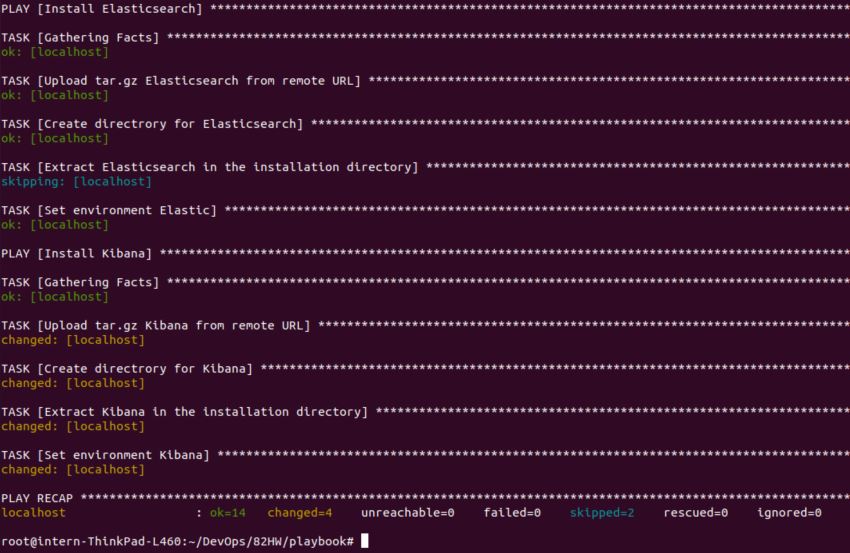 PLAY [Install Elasticsearch] ******************************************************************************************
TASK [Gathering Facts] ************************************************************************************************
ok: [localhost]
TASK [Upload tar.gz Elasticsearch from remote URL] ********************************************************************
ok: [localhost]
TASK [Create directrory for Elasticsearch] ****************************************************************************
ok: [localhost]
TASK [Extract Elasticsearch in the installation directory] ************************************************************
skipping: [localhost]
TASK [Set environment Elastic] ****************************************************************************************
ok: [localhost]
PLAY [Install Kibana] *************************************************************************************************
TASK [Gathering Facts] ************************************************************************************************
ok: [localhost]
TASK [Upload tar.gz Kibana from remote URL] ***************************************************************************
changed: [localhost]
TASK [Create directrory for Kibana] ***********************************************************************************
changed: [localhost]
TASK [Extract Kibana in the installation directory] *******************************************************************
changed: [localhost]
TASK [Set environment Kibana] *****************************************************************************************
changed: [localhost]
PLAY RECAP ************************************************************************************************************
localhost                  : ok=14   changed=4    unreachable=0    failed=0    skipped=2    rescued=0    ignored=0
root@intern-ThinkPad-L460:~/DevOps/82HW/playbook#